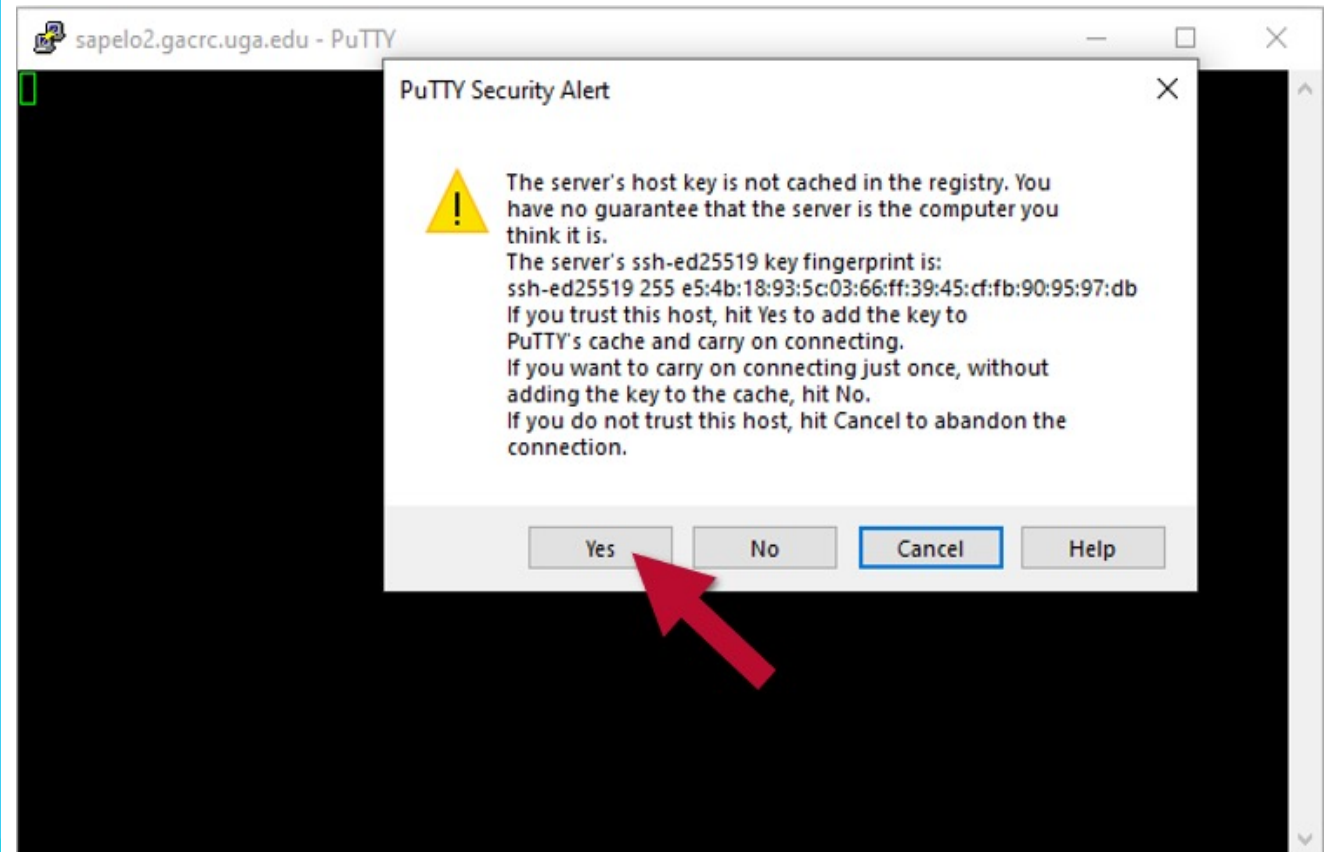 sapelo2.gacrc.uga.edu - PuTTY
PuTTY Security Alert
The server's host key is not cached in the registry. You
have no guarantee that the server is the computer you
think it is.
The server's ssh-ed25519 key fingerprint is:
ssh-ed25519 255 e5:4b:18:93:5c:03:66:ff:39:45:cf:fb:90:95:97:db
If you trust this host, hit Yes to add the key to
PuTTY's cache and carry on connecting.
If you want to carry on connecting just once, without
adding the key to the cache, hit No.
If you do not trust this host, hit Cancel to abandon the
connection.
Yes No Cancel Help